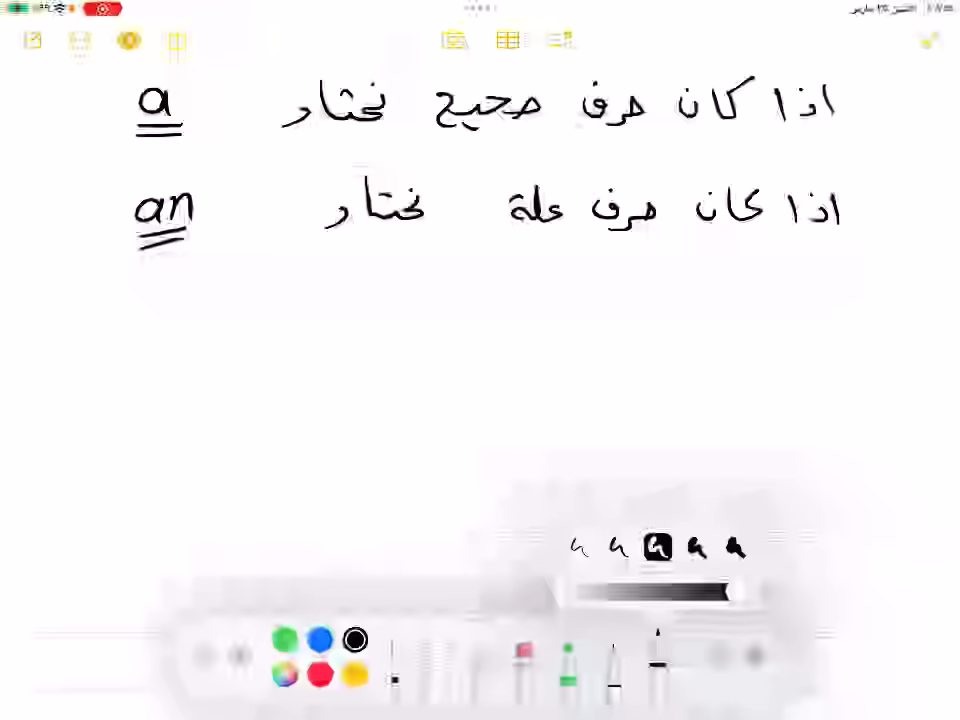 اذا كان حرف صحيح نختار a
اذا كان حرف علة نختار an